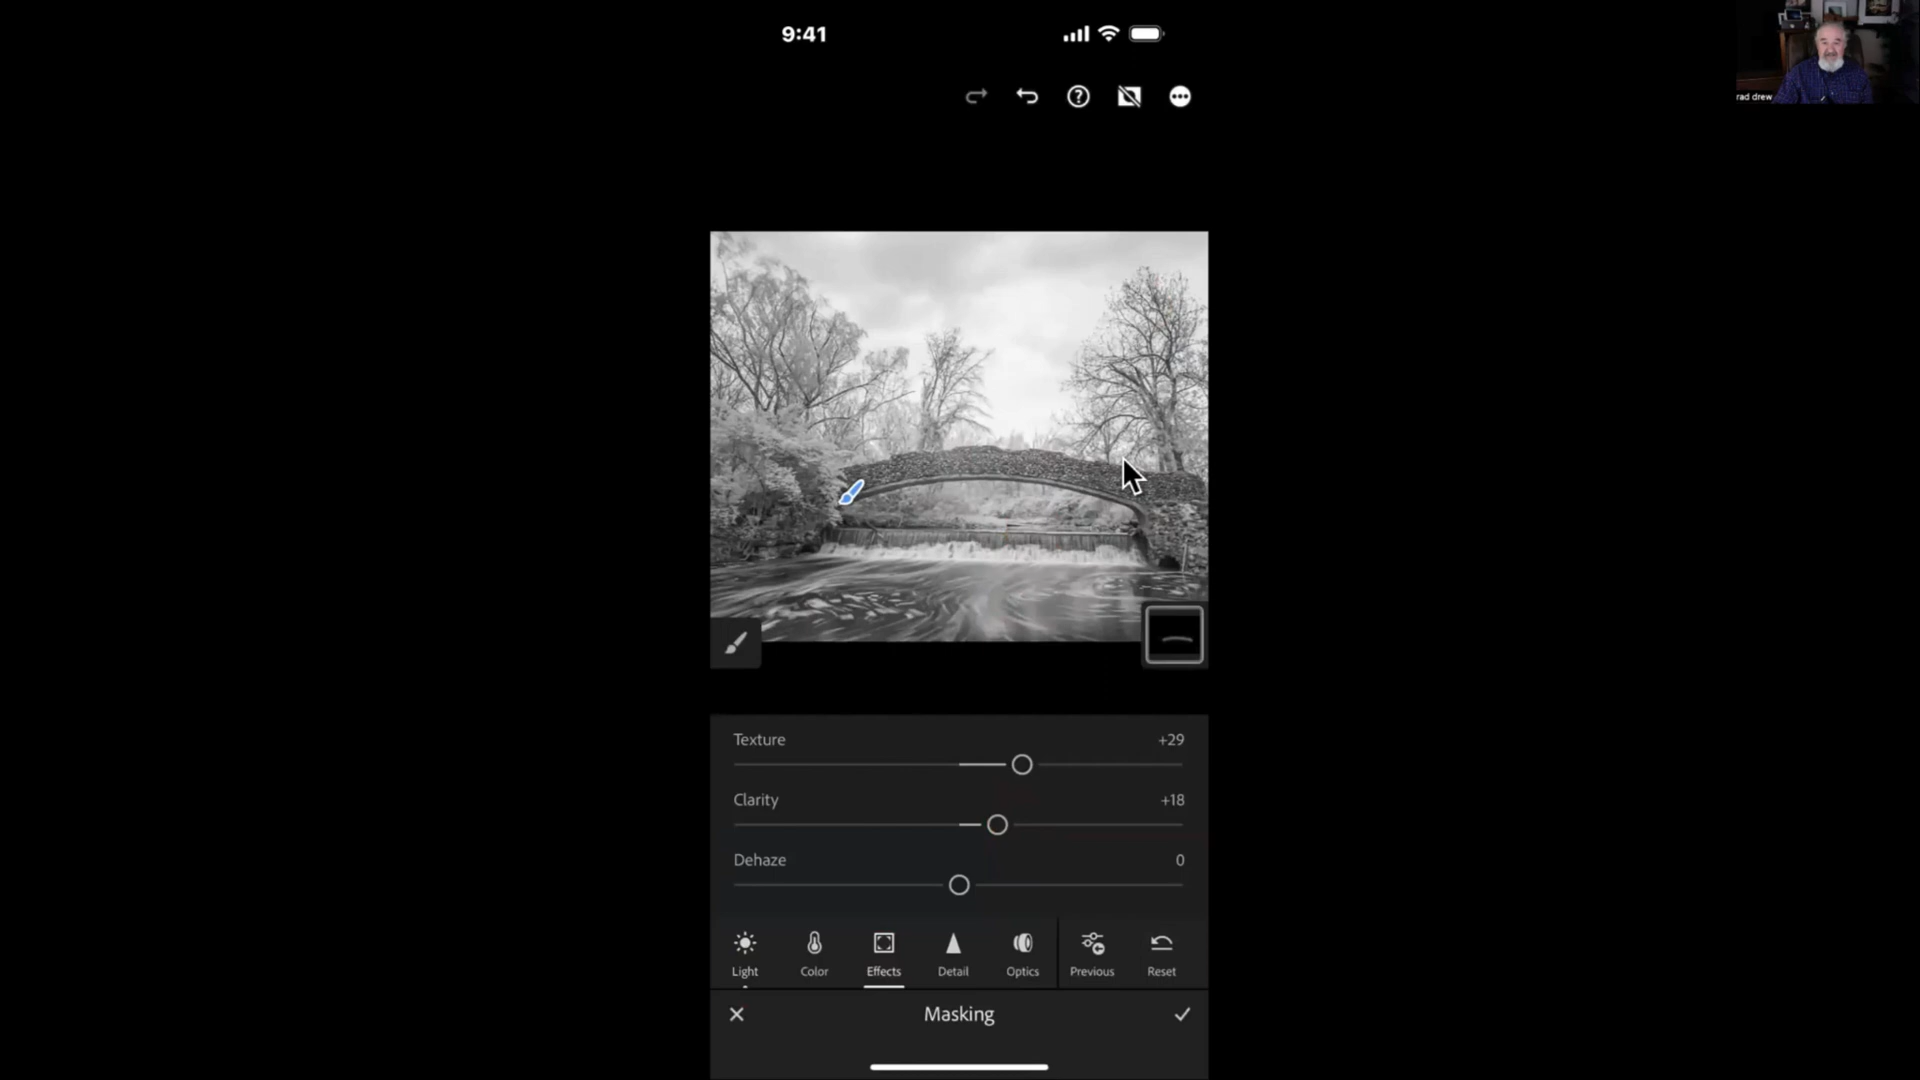 9:41
rad drew
Texture +29
Clarity +18
Dehaze 0
Light Color Effects Detail Optics Previous Reset
Masking